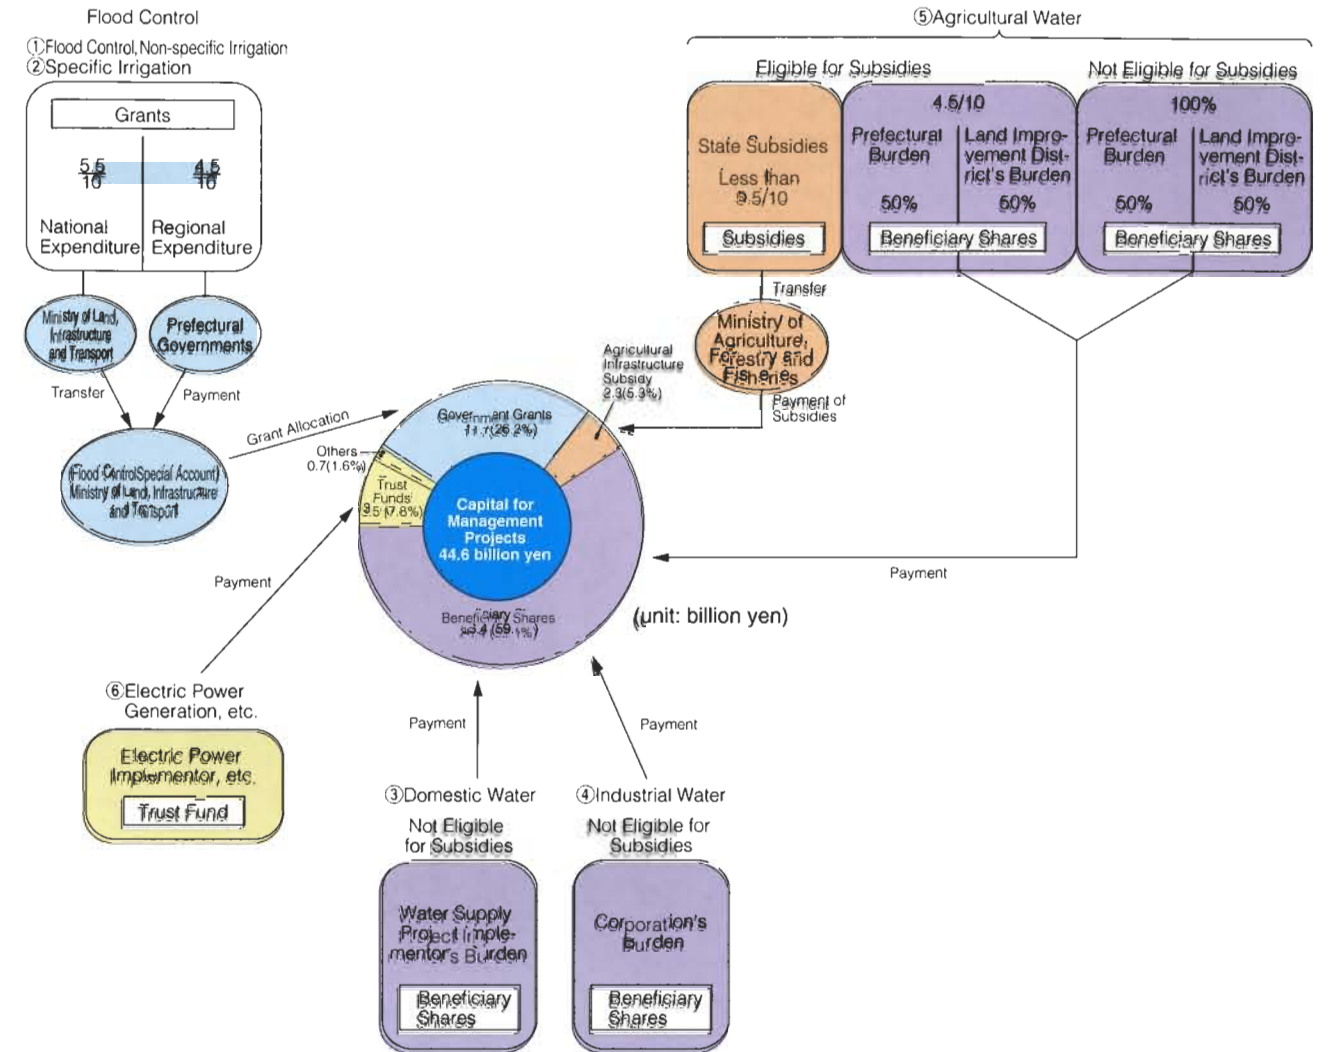 Flood Control
①Flood Control, Non-specific Irrigation
②Specific Irrigation
Grants
5.5
10
4.5
10
National
Expenditure
Regional
Expenditure
Ministry of Land,
Infrastructure
and Transport
Prefectural
Governments
Transfer
Payment
(Flood Control Special Account)
Ministry of Land, Infrastructure
and Transport
Grant Allocation
⑤Agricultural Water
Eligible for Subsidies
Not Eligible for Subsidies
State Subsidies
Less than
Subsidies
4.5/10
Prefectural
Burden
50%
Land Impro-
vement Dist-
rict's Burden
50%
Beneficiary Shares
100%
Prefectural
Burden
50%
Land Impro-
vement Dist-
rict's Burden
50%
Beneficiary Shares
Transfer
Ministry of
Agriculture,
Forestry and
Fisheries
Payment of
Subsidies
Agricultural
Infrastructure
Subsidy
2.3(5.3%)
Government Grants
11.7(26.2%)
Others
0.7(1.6%)
Trust
Funds
3.5(7.8%)
Capital for
Management
Projects
44.6 billion yen
Beneficiary Shares
(59.1%)
(unit: billion yen)
Payment
Payment
⑥Electric Power
Generation, etc.
Electric Power
Implementor, etc.
Trust Fund
Payment
Payment
③Domestic Water
Not Eligible
for Subsidies
Water Supply
Project Imple-
mentor's Burden
Beneficiary
Shares
④Industrial Water
Not Eligible for
Subsidies
Corporation's
Burden
Beneficiary
Shares